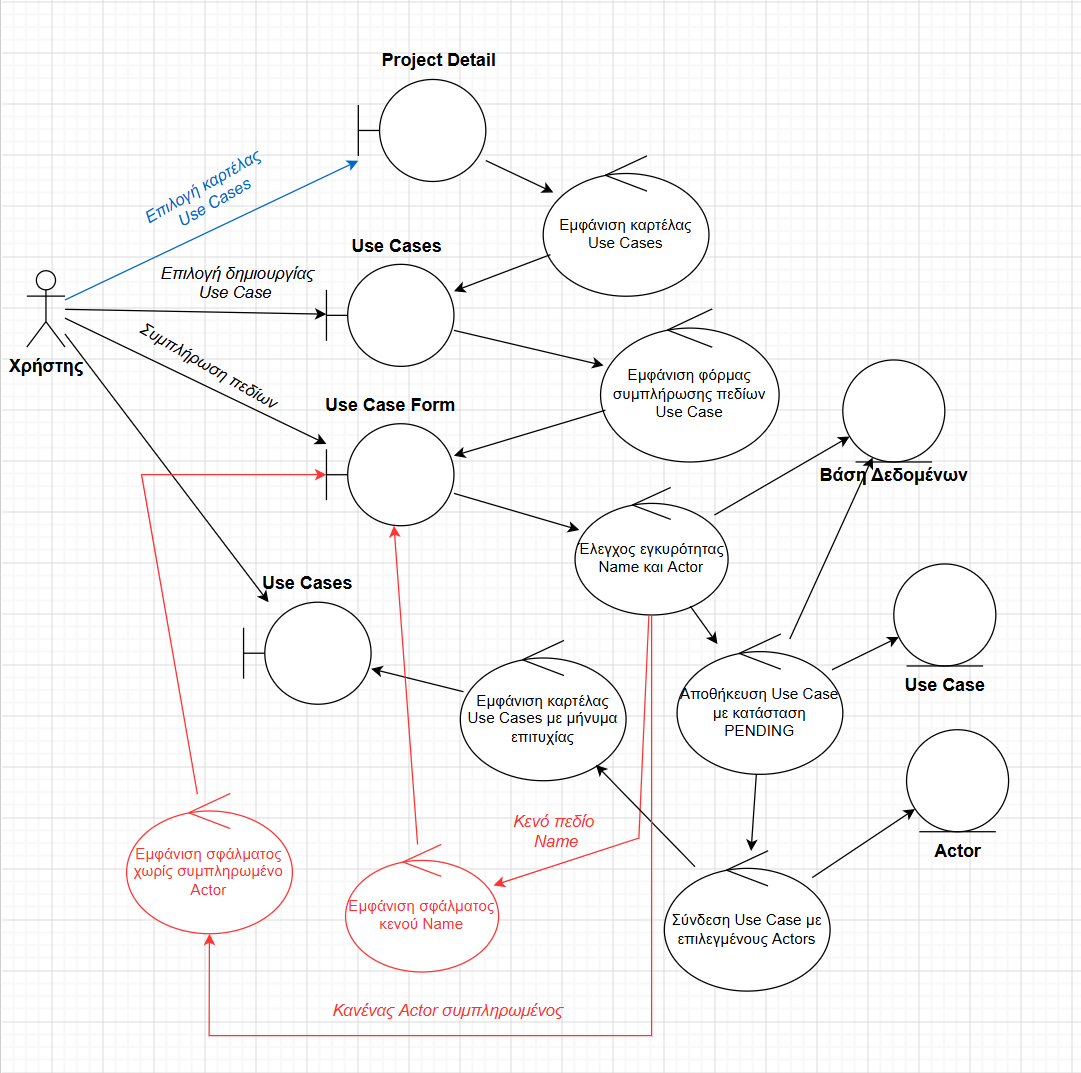 Project Detail
Επιλογή καρτέλας
Use Cases
Εμφάνιση καρτέλας
Use Cases
Use Cases
Επιλογή δημιουργίας
Use Case
Χρήστης
Συμπλήρωση πεδίων
Εμφάνιση φόρμας
συμπλήρωσης πεδίων
Use Case
Use Case Form
Βάση Δεδομένων
Έλεγχος εγκυρότητας
Name και Actor
Use Cases
Use Case
Αποθήκευση Use Case
με κατάσταση
PENDING
Εμφάνιση καρτέλας
Use Cases με μήνυμα
επιτυχίας
Κενό πεδίο
Name
Actor
Εμφάνιση σφάλματος
χωρίς συμπληρωμένο
Actor
Εμφάνιση σφάλματος
κενού Name
Σύνδεση Use Case με
επιλεγμένους Actors
Κανένας Actor συμπληρωμένος